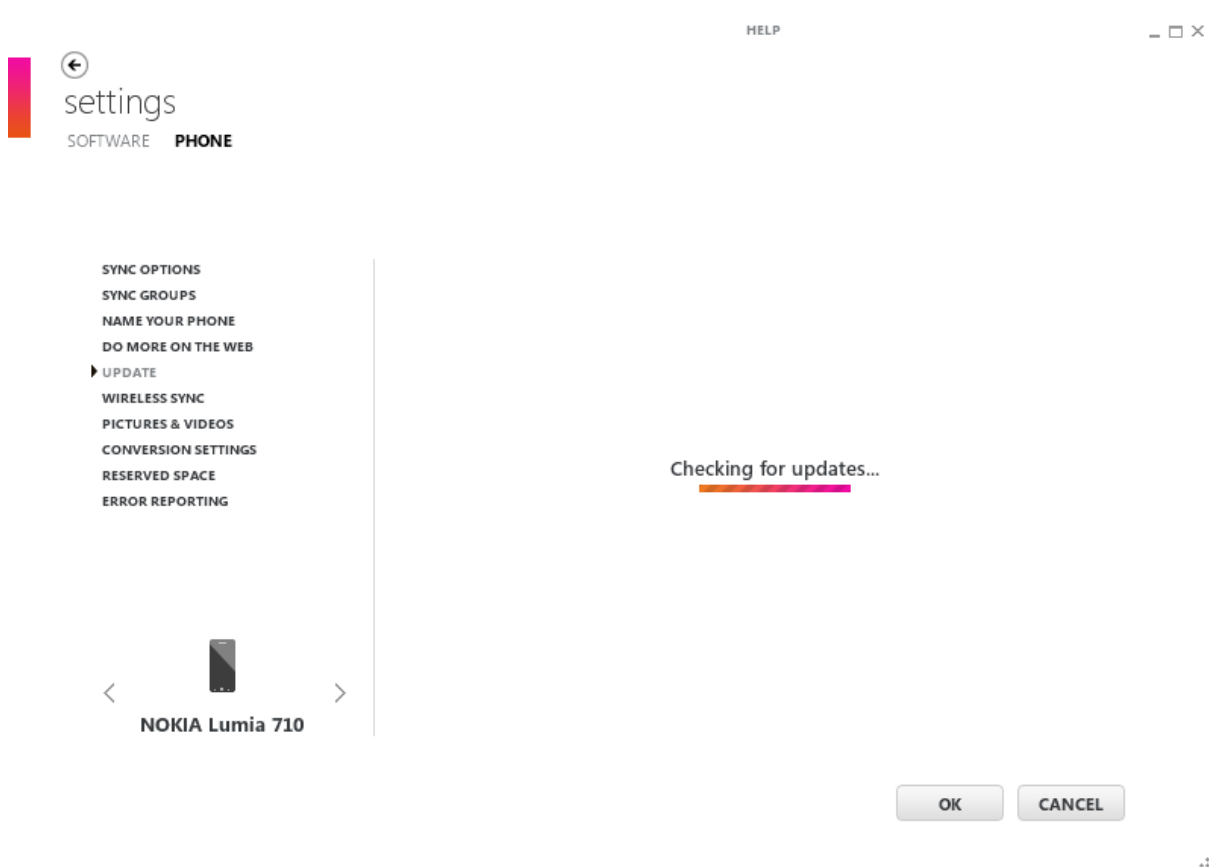 HELP
settings
SOFTWARE PHONE
SYNC OPTIONS
SYNC GROUPS
NAME YOUR PHONE
DO MORE ON THE WEB
UPDATE
WIRELESS SYNC
PICTURES & VIDEOS
CONVERSION SETTINGS
RESERVED SPACE
ERROR REPORTING
Checking for updates...
NOKIA Lumia 710
OK CANCEL